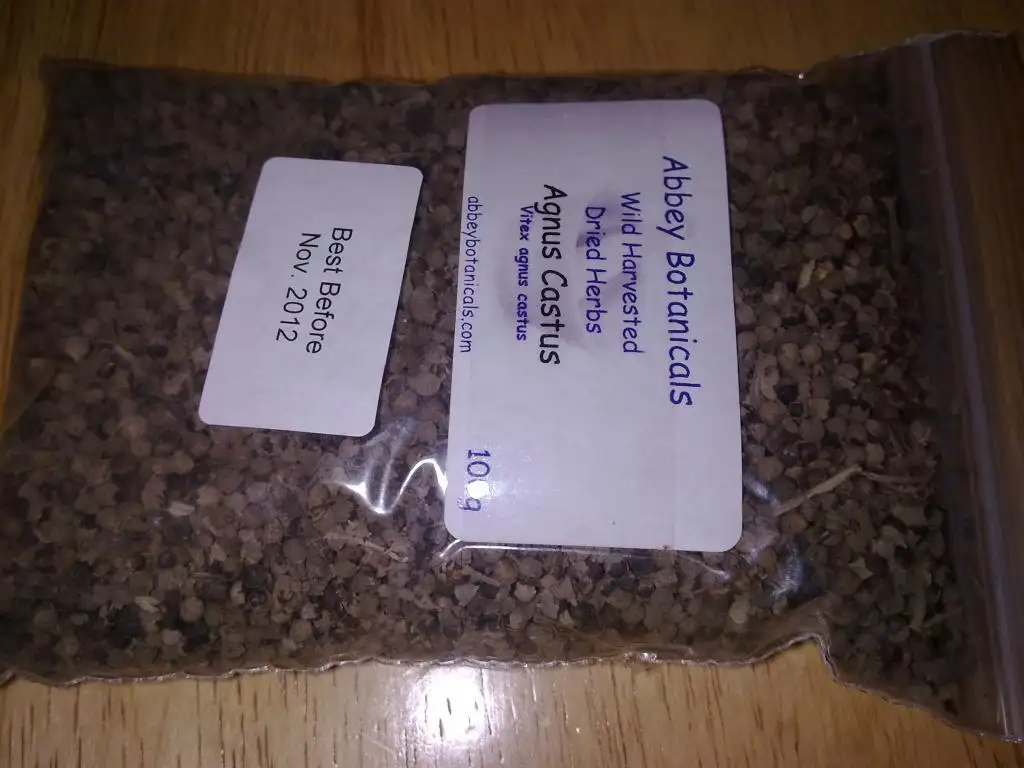 Abbey Botanicals
Wild Harvested
Dried Herbs
Agnus Castus
Vitex agnus castus
abbeybotanicals.com
100g
Best Before
Nov. 2012